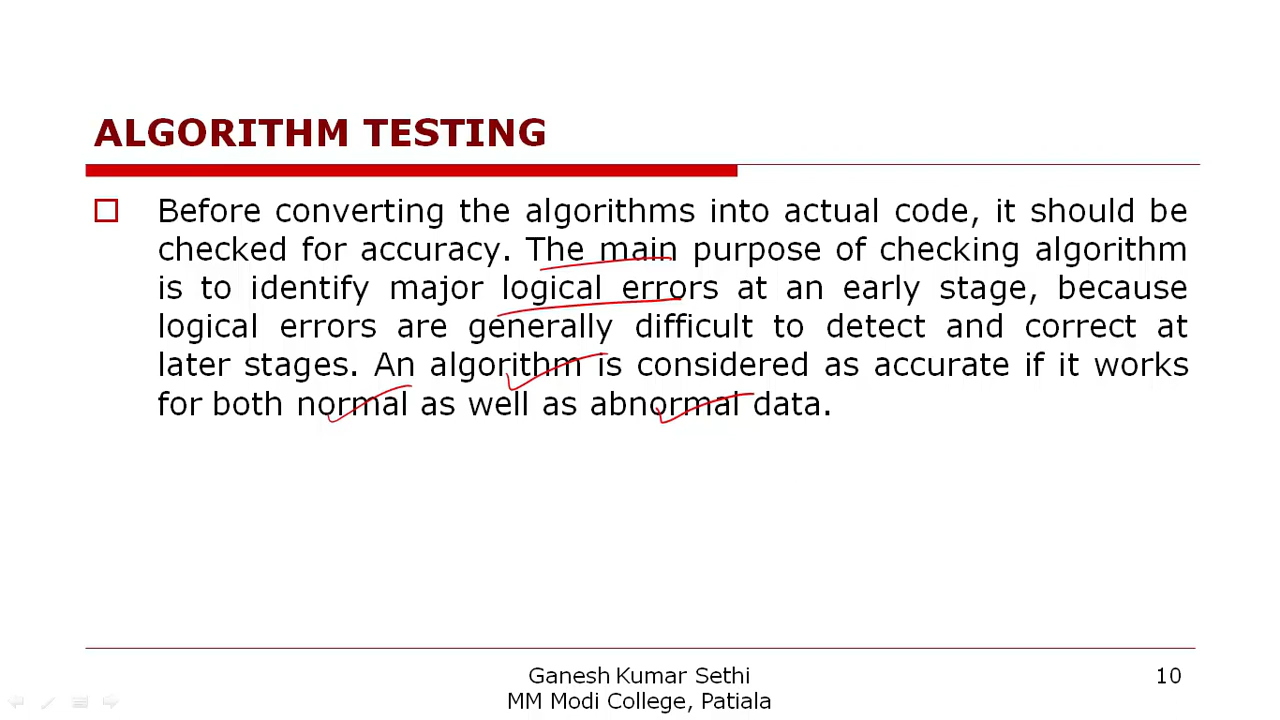 ALGORITHM TESTING
Before converting the algorithms into actual code, it should be
checked for accuracy. The main purpose of checking algorithm
is to identify major logical errors at an early stage, because
logical errors are generally difficult to detect and correct at
later stages. An algorithm is considered as accurate if it works
for both normal as well as abnormal data.
Ganesh Kumar Sethi
MM Modi College, Patiala
10